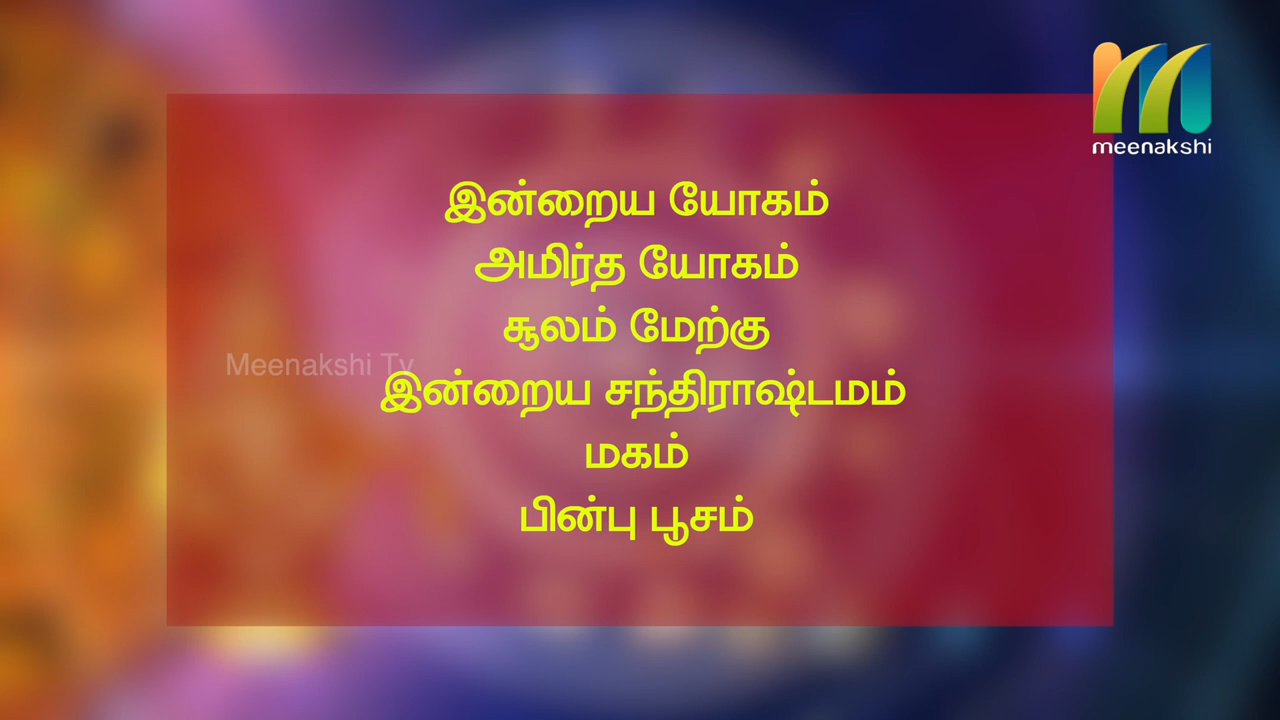 meenakshi
இன்றைய யோகம்
அமிர்த யோகம்
சூலம் மேற்கு
Meenakshi Tv
இன்றைய சந்திராஷ்டமம்
மகம்
பின்பு பூசம்